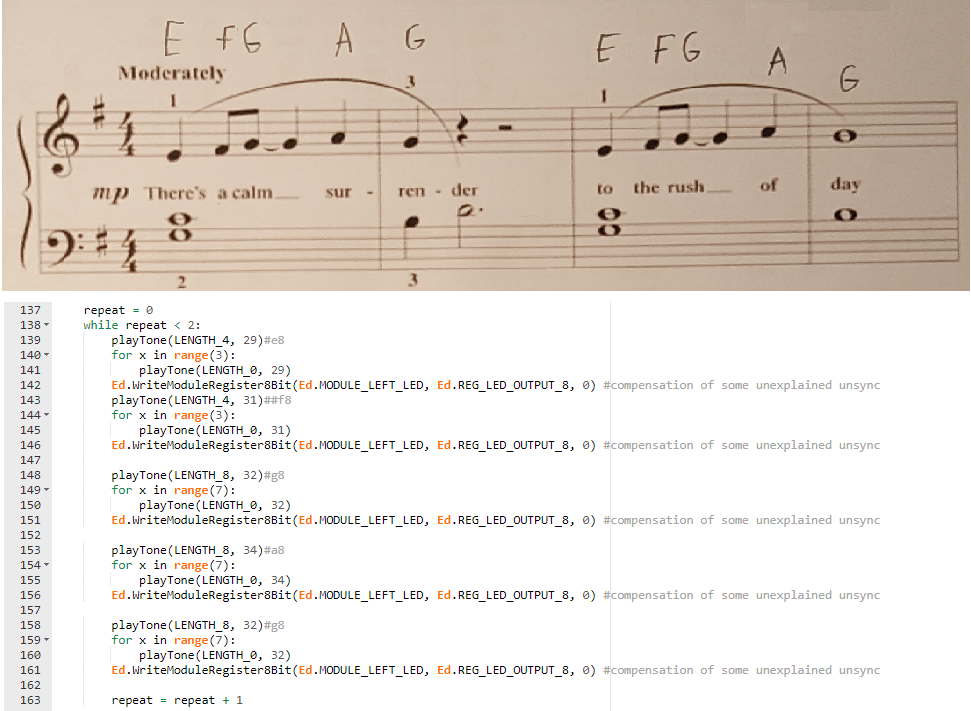 E FG A G E FG A G
Moderately
1 3 1
4 4 4 4
mp There's a calm sur - ren - der to the rush of day
2 3
137 repeat = 0
138 while repeat < 2:
139 playTone(LENGTH_4, 29)#e8
140 for x in range(3):
141 playTone(LENGTH_0, 29)
142 Ed.WriteModuleRegister8Bit(Ed.MODULE_LEFT_LED, Ed.REG_LED_OUTPUT_8, 0) #compensation of some unexplained unsync
143 playTone(LENGTH_4, 31)##f8
144 for x in range(3):
145 playTone(LENGTH_0, 31)
146 Ed.WriteModuleRegister8Bit(Ed.MODULE_LEFT_LED, Ed.REG_LED_OUTPUT_8, 0) #compensation of some unexplained unsync
147
148 playTone(LENGTH_8, 32)#g8
149 for x in range(7):
150 playTone(LENGTH_0, 32)
151 Ed.WriteModuleRegister8Bit(Ed.MODULE_LEFT_LED, Ed.REG_LED_OUTPUT_8, 0) #compensation of some unexplained unsync
152
153 playTone(LENGTH_8, 34)#a8
154 for x in range(7):
155 playTone(LENGTH_0, 34)
156 Ed.WriteModuleRegister8Bit(Ed.MODULE_LEFT_LED, Ed.REG_LED_OUTPUT_8, 0) #compensation of some unexplained unsync
157
158 playTone(LENGTH_8, 32)#g8
159 for x in range(7):
160 playTone(LENGTH_0, 32)
161 Ed.WriteModuleRegister8Bit(Ed.MODULE_LEFT_LED, Ed.REG_LED_OUTPUT_8, 0) #compensation of some unexplained unsync
162
163 repeat = repeat + 1